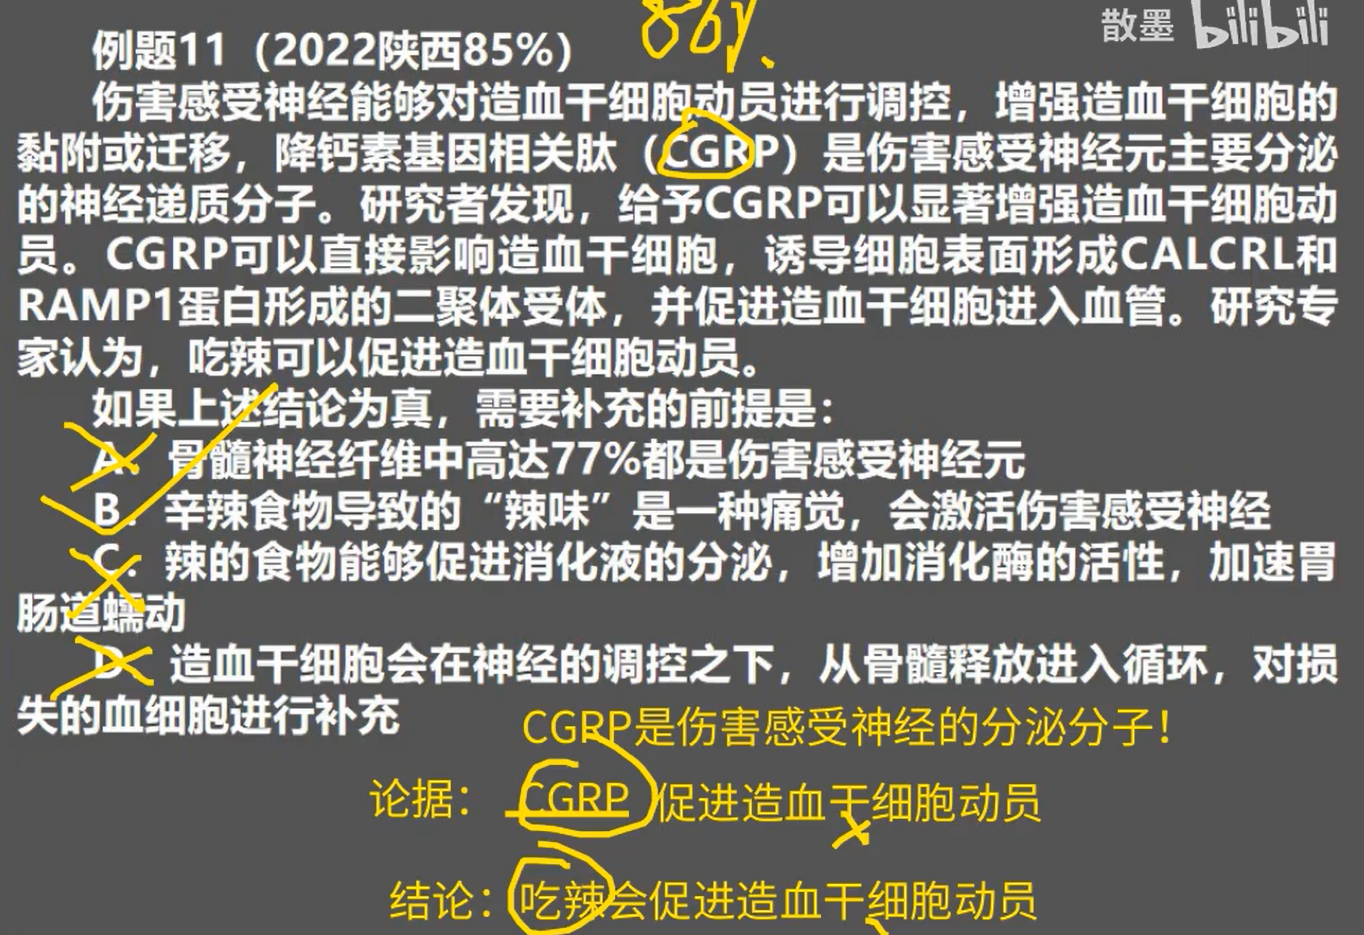 散墨 bilibili
例题11（2022陕西85%）
伤害感受神经能够对造血干细胞动员进行调控，增强造血干细胞的
黏附或迁移，降钙素基因相关肽（CGRP）是伤害感受神经元主要分泌
的神经递质分子。研究者发现，给予CGRP可以显著增强造血干细胞动
员。CGRP可以直接影响造血干细胞，诱导细胞表面形成CALCRL和
RAMP1蛋白形成的二聚体受体，并促进造血干细胞进入血管。研究专
家认为，吃辣可以促进造血干细胞动员。
如果上述结论为真，需要补充的前提是：
A．骨髓神经纤维中高达77%都是伤害感受神经元
B．辛辣食物导致的“辣味”是一种痛觉，会激活伤害感受神经
C．辣的食物能够促进消化液的分泌，增加消化酶的活性，加速胃
肠道蠕动
D．造血干细胞会在神经的调控之下，从骨髓释放进入循环，对损
失的血细胞进行补充
CGRP是伤害感受神经的分泌分子！
论据：CGRP 促进造血干细胞动员
结论：吃辣会促进造血干细胞动员